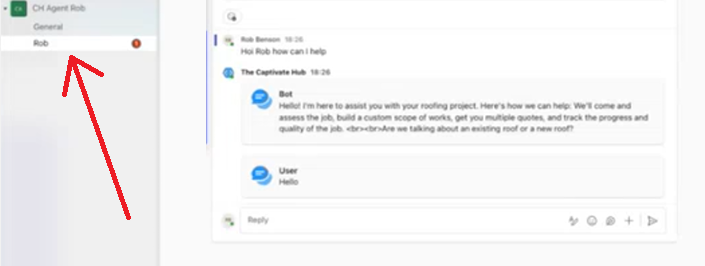 CH Agent Rob
General
Rob
Rob Benson 18:26
Hoi Rob how can I help
The Captivate Hub 18:26
Bot
Hello! I'm here to assist you with your roofing project. Here's how we can help: We'll come and
assess the job, build a custom scope of works, get you multiple quotes, and track the progress and
quality of the job. <br><br>Are we talking about an existing roof or a new roof?
User
Hello
Reply